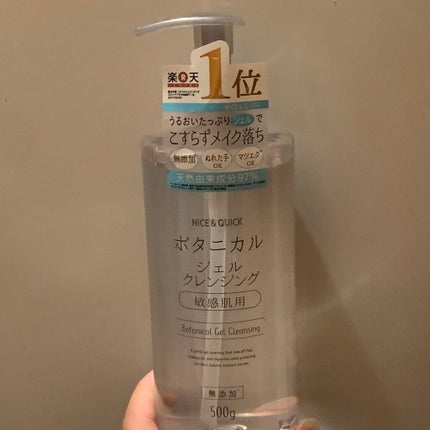 楽天
1位
NICE & QUICK
うるおいたっぷりジェルで
こすらずメイク落ち
無添加 ぬれた手OK マツエクOK
天然由来成分97%
NICE & QUICK
ボタニカル
ジェル
クレンジング
敏感肌用
Botanical Gel Cleansing
無添加
500g